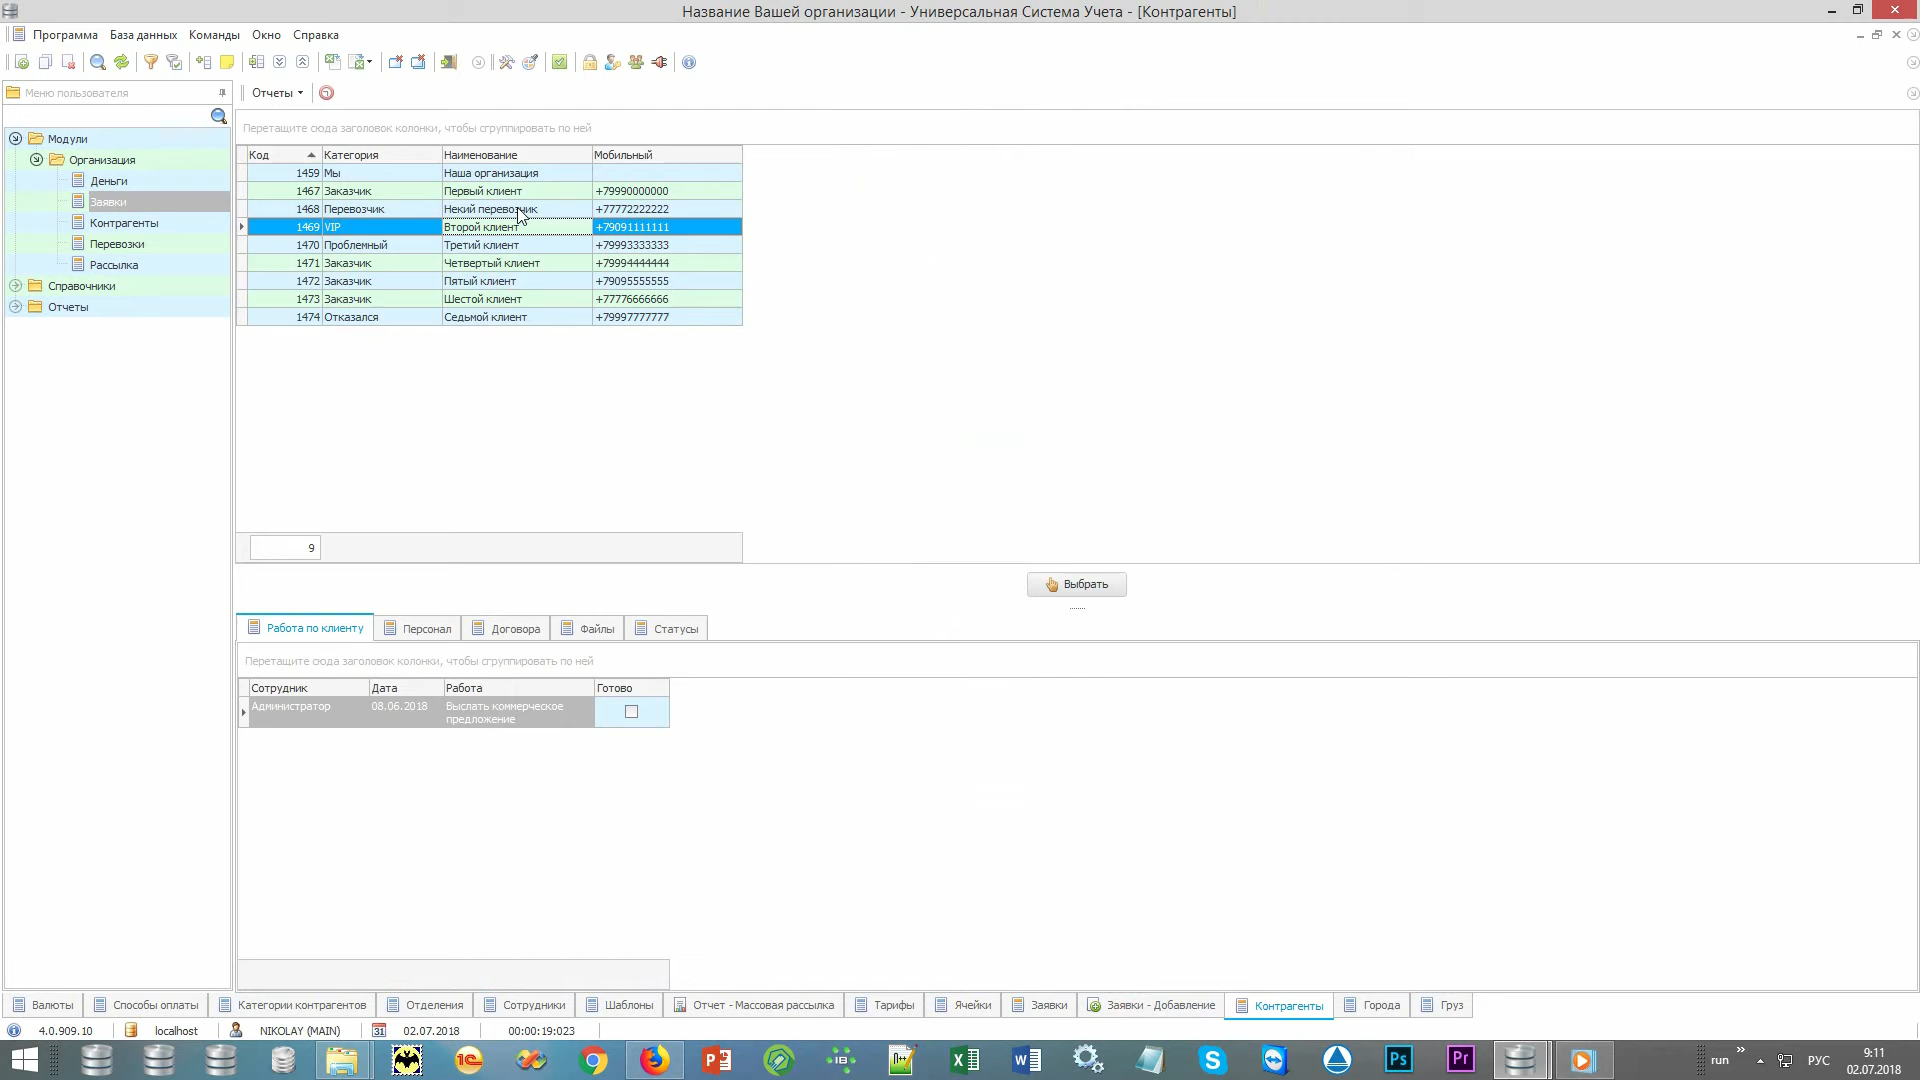 Название Вашей организации - Универсальная Система Учета - [Контрагенты]
Программа База данных Команды Окно Справка
Меню пользователя
Отчеты
Перетащите сюда заголовок колонки, чтобы сгруппировать по ней
Модули
Организация
Деньги
Заявки
Контрагенты
Перевозки
Рассылка
Справочники
Отчеты
Код Категория Наименование Мобильный
1459 Мы Наша организация
1467 Заказчик Первый клиент +79990000000
1468 Перевозчик Некий перевозчик +77772222222
1469 VIP Второй клиент +79091111111
1470 Проблемный Третий клиент +79993333333
1471 Заказчик Четвертый клиент +79994444444
1472 Заказчик Пятый клиент +79095555555
1473 Заказчик Шестой клиент +77776666666
1474 Отказался Седьмой клиент +79997777777
9
Выбрать
Работа по клиенту Персонал Договора Файлы Статусы
Перетащите сюда заголовок колонки, чтобы сгруппировать по ней
Сотрудник Дата Работа Готово
Администратор 08.06.2018 Выслать коммерческое
предложение
Валюты Способы оплаты Категории контрагентов Отделения Сотрудники Шаблоны Отчет - Массовая рассылка Тарифы Ячейки Заявки Заявки - Добавление Контрагенты Города Груз
4.0.909.10 localhost NIKOLAY (MAIN) 31 02.07.2018 00:00:19:023
1С IB n++ Ps Pr run РУС 9:11
02.07.2018